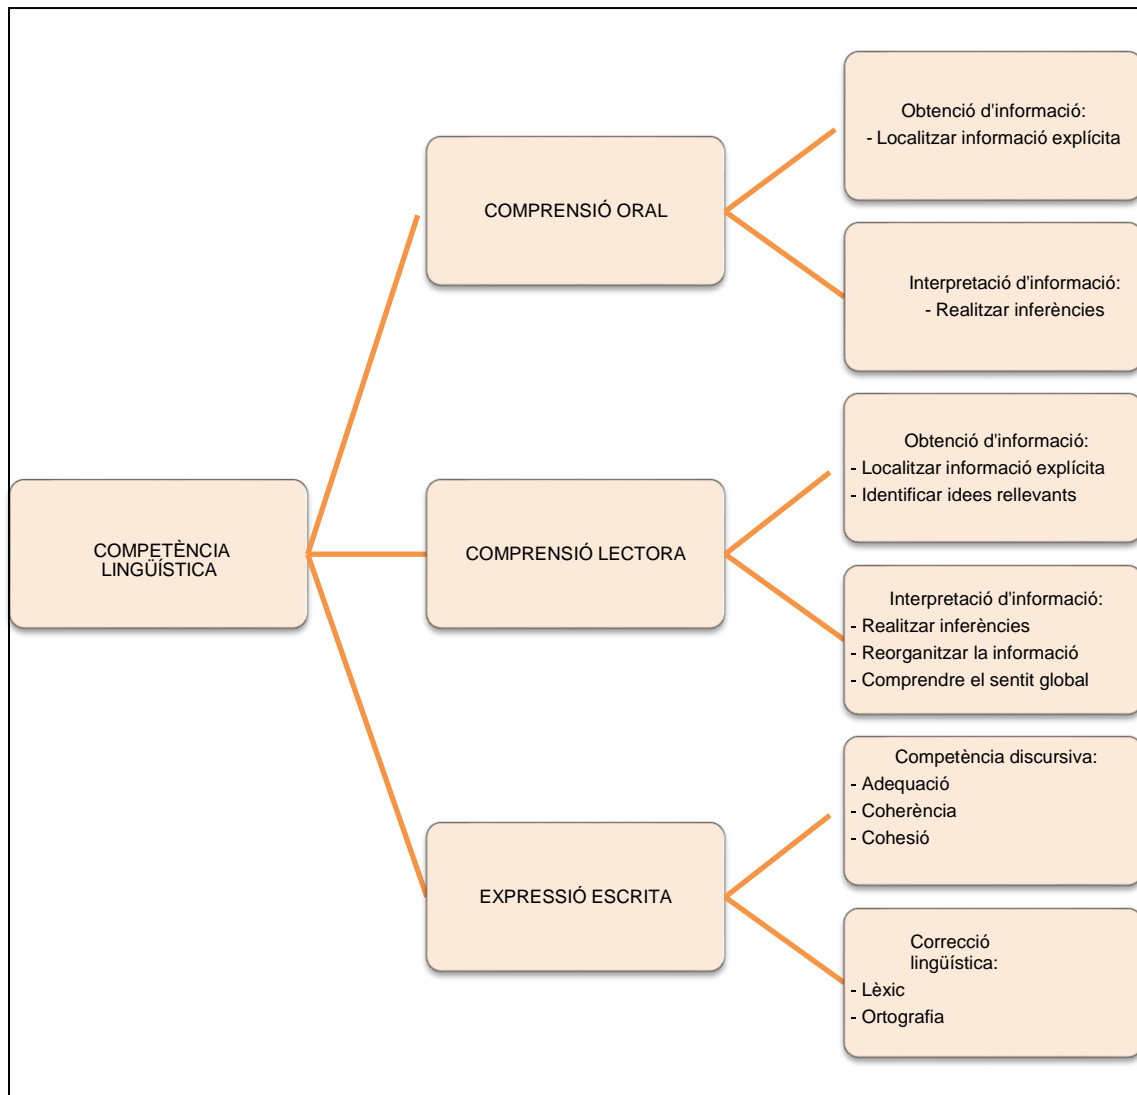 COMPETÈNCIA
LINGÜÍSTICA
COMPRENSIÓ ORAL
Obtenció d'informació:
- Localitzar informació explícita
Interpretació d'informació:
- Realitzar inferències
COMPRENSIÓ LECTORA
Obtenció d'informació:
- Localitzar informació explícita
- Identificar idees rellevants
Interpretació d'informació:
- Realitzar inferències
- Reorganitzar la informació
- Comprendre el sentit global
EXPRESSIÓ ESCRITA
Competència discursiva:
- Adequació
- Coherència
- Cohesió
Correcció
lingüística:
- Lèxic
- Ortografia